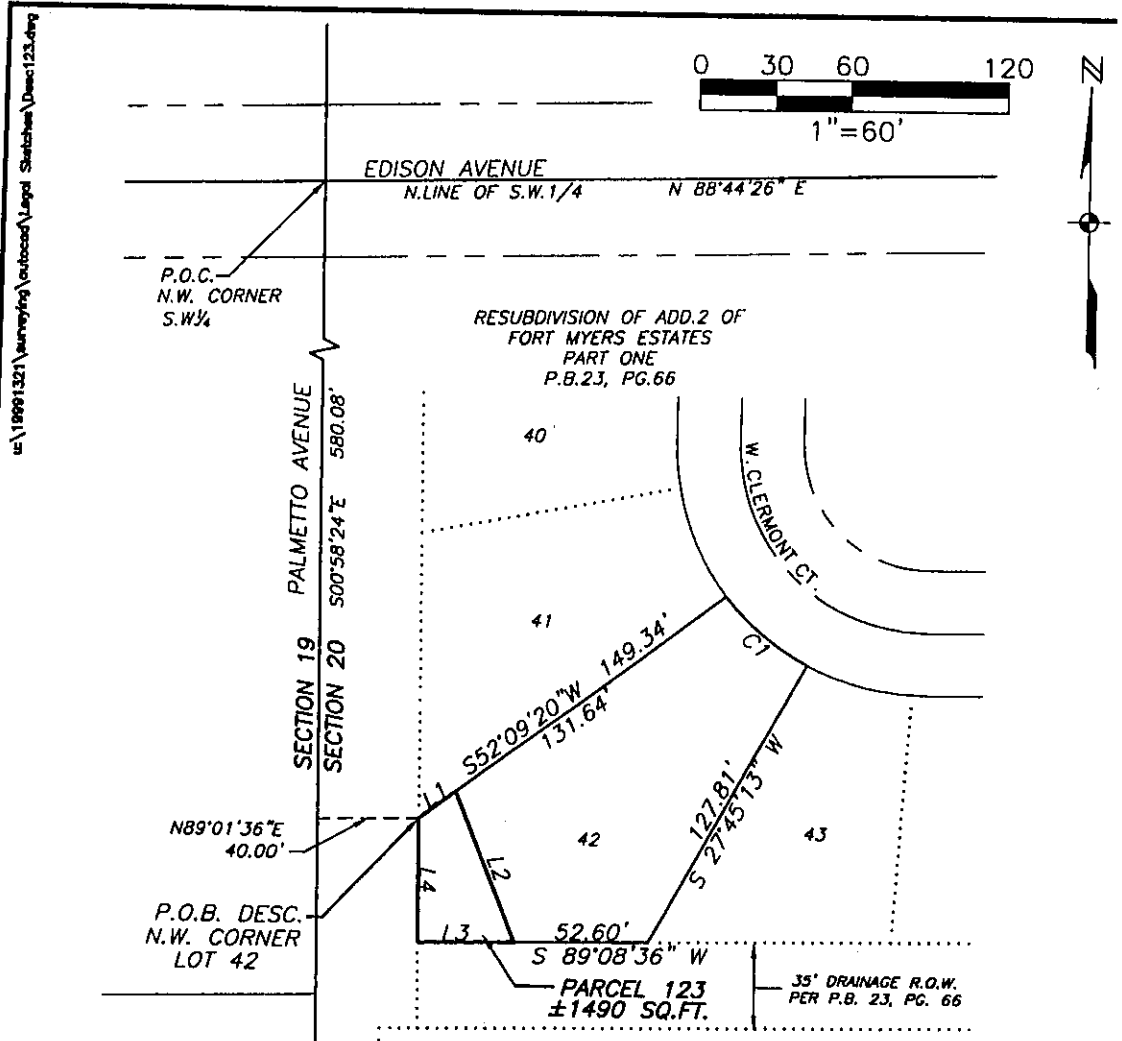 u:\19991321\surveying\autocad\Legal Sketches\Desc123.dwg
0 30 60 120
1"=60'
N
EDISON AVENUE
N.LINE OF S.W.1/4 N 88°44'26" E
P.O.C.
N.W. CORNER
S.W¼
RESUBDIVISION OF ADD.2 OF
FORT MYERS ESTATES
PART ONE
P.B.23, PG.66
PALMETTO AVENUE
S00°58'24"E 580.08'
SECTION 19
SECTION 20
40
W. CLERMONT CT.
41
C1
S52°09'20"W 149.34'
131.64'
L1
N89°01'36"E
40.00'
42
L2
L4
127.81'
S 27°45'13" W
43
P.O.B. DESC.
N.W. CORNER
LOT 42
L3
52.60'
S 89°08'36" W
PARCEL 123
±1490 SQ.FT.
35' DRAINAGE R.O.W.
PER P.B. 23, PG. 66